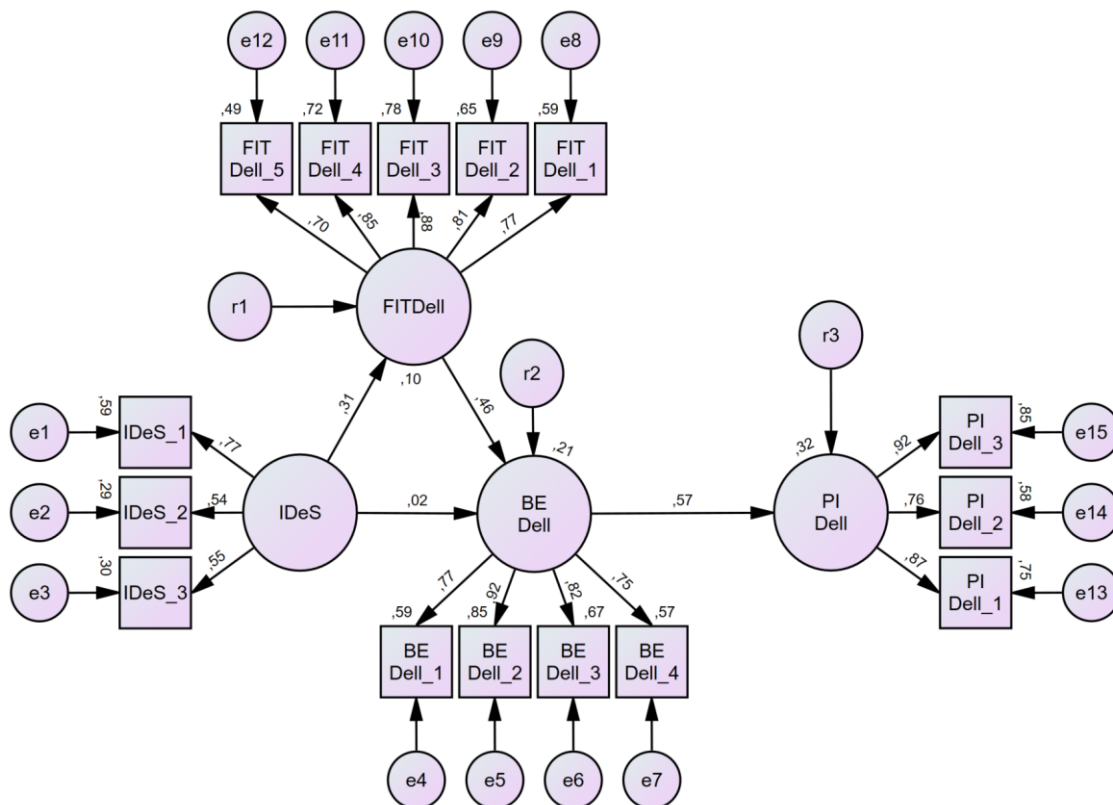 e12
e11
e10
e9
e8
,49
,72
,78
,65
,59
FIT
Dell_5
FIT
Dell_4
FIT
Dell_3
FIT
Dell_2
FIT
Dell_1
,70
,85
,88
,81
,77
r1
FITDell
,10
r2
r3
,31
,46
,59
e1
IDeS_1
,77
,29
e2
IDeS_2
,54
,30
e3
IDeS_3
,55
IDeS
,02
,21
BE
Dell
,57
,32
PI
Dell
,92
PI
Dell_3
,85
e15
,76
PI
Dell_2
,58
e14
,87
PI
Dell_1
,75
e13
,77
,92
,82
,75
,59
,85
,67
,57
BE
Dell_1
BE
Dell_2
BE
Dell_3
BE
Dell_4
e4
e5
e6
e7